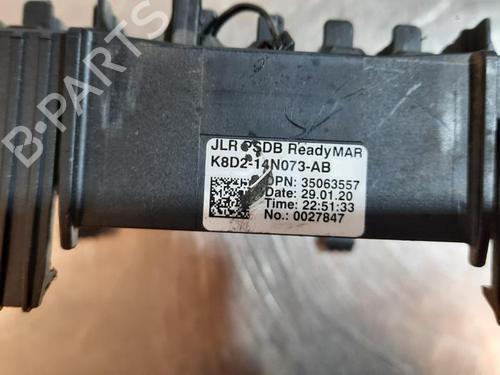 JLR PSDB ReadyMAR
K8D2-14N073-AB
DPN: 35063557
Date: 29.01.20
Time: 22:51:33
No.: 0027847
B-PARTS